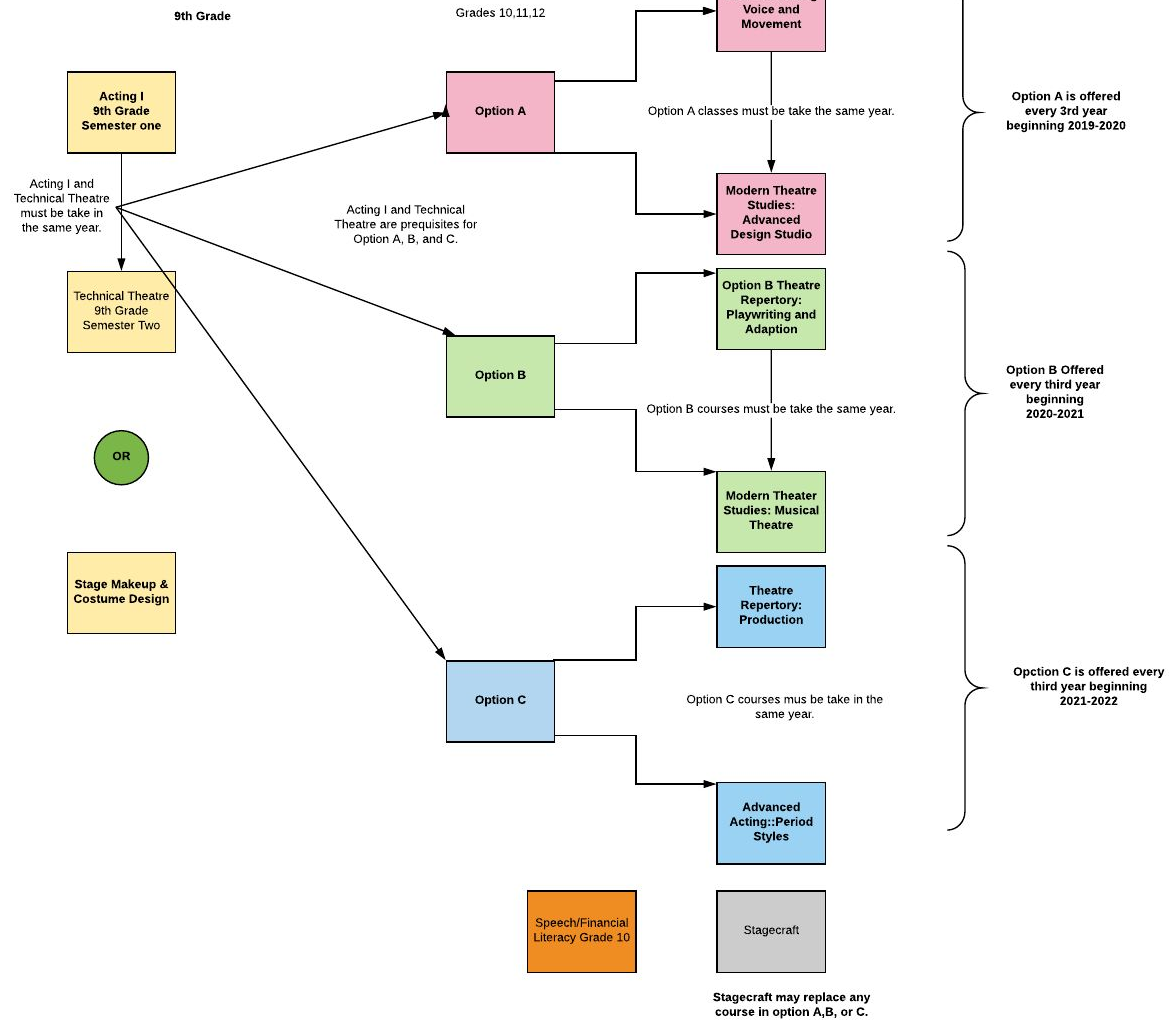 9th Grade
Grades 10,11,12
Voice and
Movement
Acting I
9th Grade
Semester one
Option A
Option A classes must be take the same year.
Option A is offered
every 3rd year
beginning 2019-2020
Acting I and
Technical Theatre
must be take in
the same year.
Acting I and Technical
Theatre are prequisites for
Option A, B, and C.
Modern Theatre
Studies:
Advanced
Design Studio
Technical Theatre
9th Grade
Semester Two
Option B Theatre
Repertory:
Playwriting and
Adaption
Option B
Option B courses must be take the same year.
Option B Offered
every third year
beginning
2020-2021
OR
Modern Theater
Studies: Musical
Theatre
Stage Makeup &
Costume Design
Theatre
Repertory:
Production
Option C
Option C courses mus be take in the
same year.
Opction C is offered every
third year beginning
2021-2022
Advanced
Acting::Period
Styles
Speech/Financial
Literacy Grade 10
Stagecraft
Stagecraft may replace any
course in option A,B, or C.